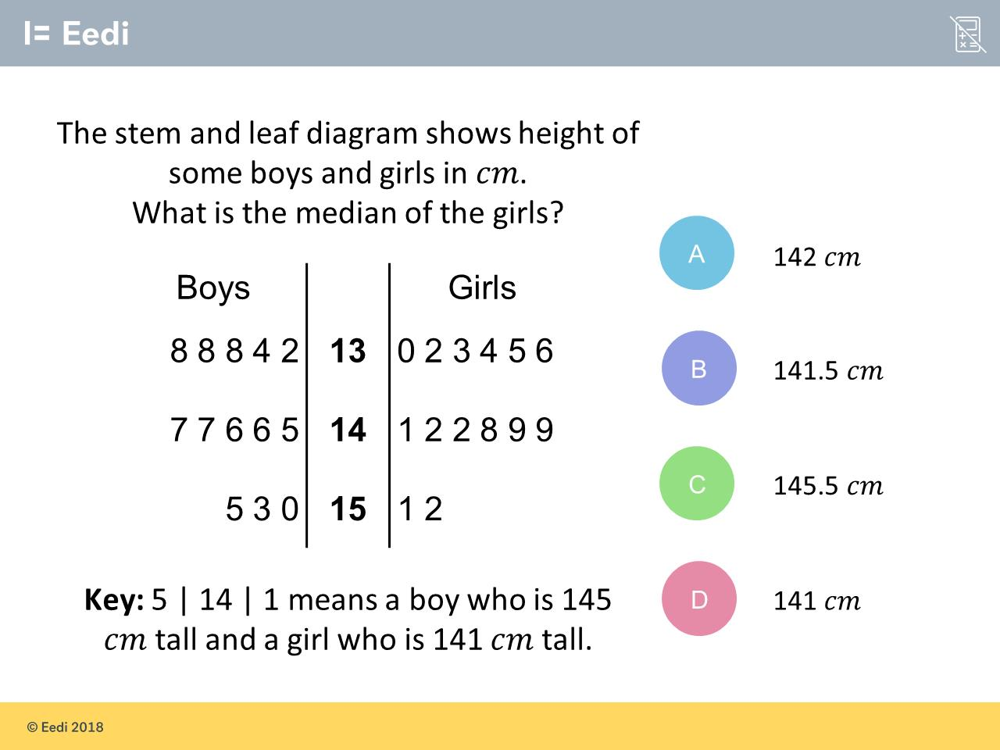 Eedi
The stem and leaf diagram shows height of
some boys and girls in cm.
What is the median of the girls?
Boys Girls
8 8 8 4 2 13 0 2 3 4 5 6
7 7 6 6 5 14 1 2 2 8 9 9
5 3 0 15 1 2
Key: 5 | 14 | 1 means a boy who is 145
cm tall and a girl who is 141 cm tall.
A 142 cm
B 141.5 cm
C 145.5 cm
D 141 cm
© Eedi 2018